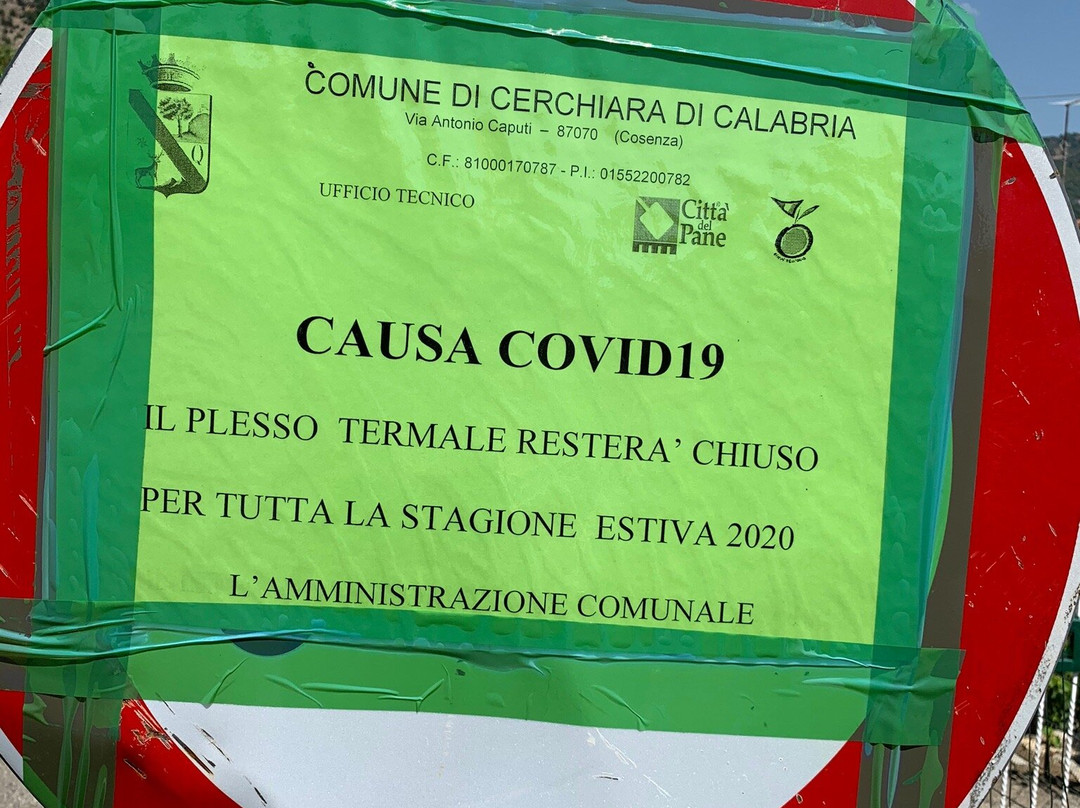 COMUNE DI CERCHIARA DI CALABRIA
Via Antonio Caputi – 87070 (Cosenza)
C.F.: 81000170787 - P.I.: 01552200782
UFFICIO TECNICO
Città
del
Pane
Q
CAUSA COVID19
IL PLESSO TERMALE RESTERA’ CHIUSO
PER TUTTA LA STAGIONE ESTIVA 2020
L’AMMINISTRAZIONE COMUNALE